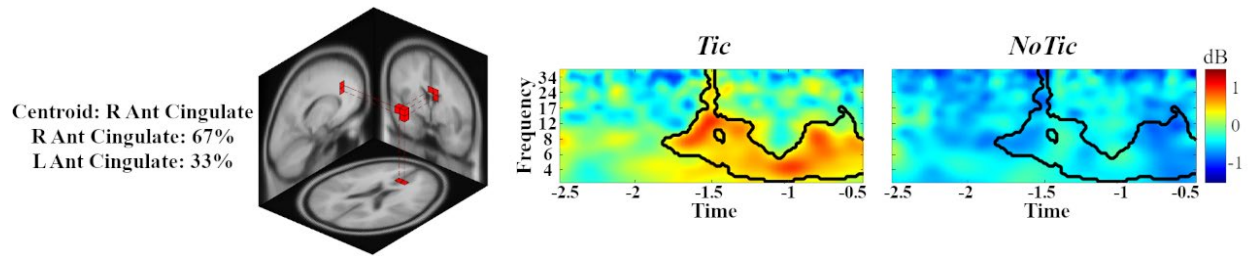 Centroid: R Ant Cingulate
R Ant Cingulate: 67%
L Ant Cingulate: 33%
Tic
NoTic
dB
Frequency
34
24
17
12
8
6
4
-2.5 -2 -1.5 -1 -0.5
Time
-2.5 -2 -1.5 -1 -0.5
Time
1
0
-1